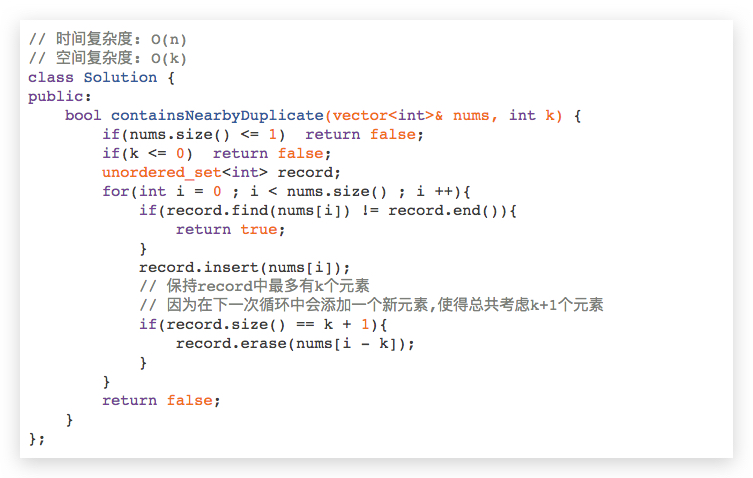 // 时间复杂度: O(n)
// 空间复杂度: O(k)
class Solution {
public:
    bool containsNearbyDuplicate(vector<int>& nums, int k) {
        if(nums.size() <= 1)  return false;
        if(k <= 0)  return false;
        unordered_set<int> record;
        for(int i = 0 ; i < nums.size() ; i ++){
            if(record.find(nums[i]) != record.end()){
                return true;
            }
            record.insert(nums[i]);
            // 保持record中最多有k个元素
            // 因为在下一次循环中会添加一个新元素,使得总共考虑k+1个元素
            if(record.size() == k + 1){
                record.erase(nums[i - k]);
            }
        }
        return false;
    }
};